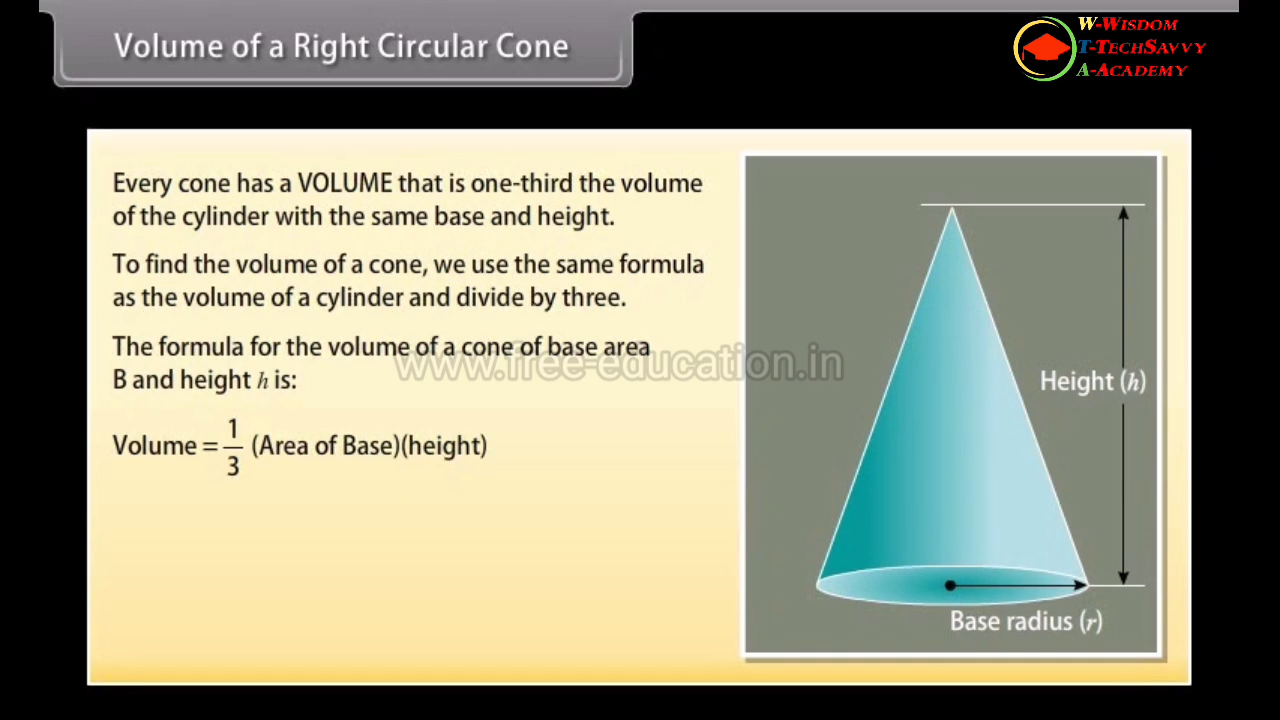 Volume of a Right Circular Cone
W-Wisdom
T-TechSavvy
A-Academy
Every cone has a VOLUME that is one-third the volume
of the cylinder with the same base and height.
To find the volume of a cone, we use the same formula
as the volume of a cylinder and divide by three.
The formula for the volume of a cone of base area
B and height h is:
www.free-education.in
Volume = 1/3 (Area of Base)(height)
Height (h)
Base radius (r)